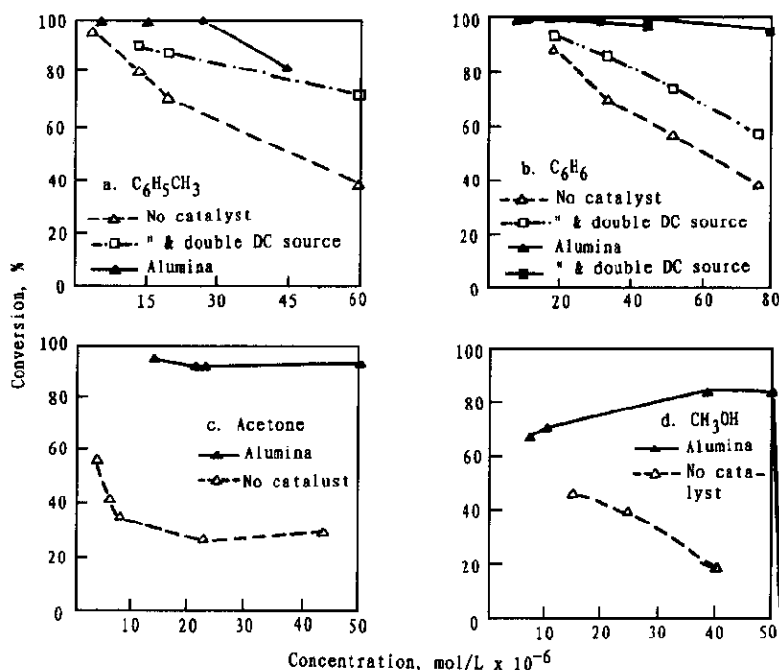 Conversion, %
100
80
60
40
20
0
a. C6H5CH3
No catalyst
" & double DC source
Alumina
15 30 45 60
100
80
60
40
20
0
b. C6H6
No catalyst
" & double DC source
Alumina
" & double DC source
20 40 60 80
100
80
60
40
20
0
c. Acetone
Alumina
No catalust
10 20 30 40 50
100
80
60
40
20
0
d. CH3OH
Alumina
No cata-
lyst
10 20 30 40 50
Concentration, mol/L x 10-6